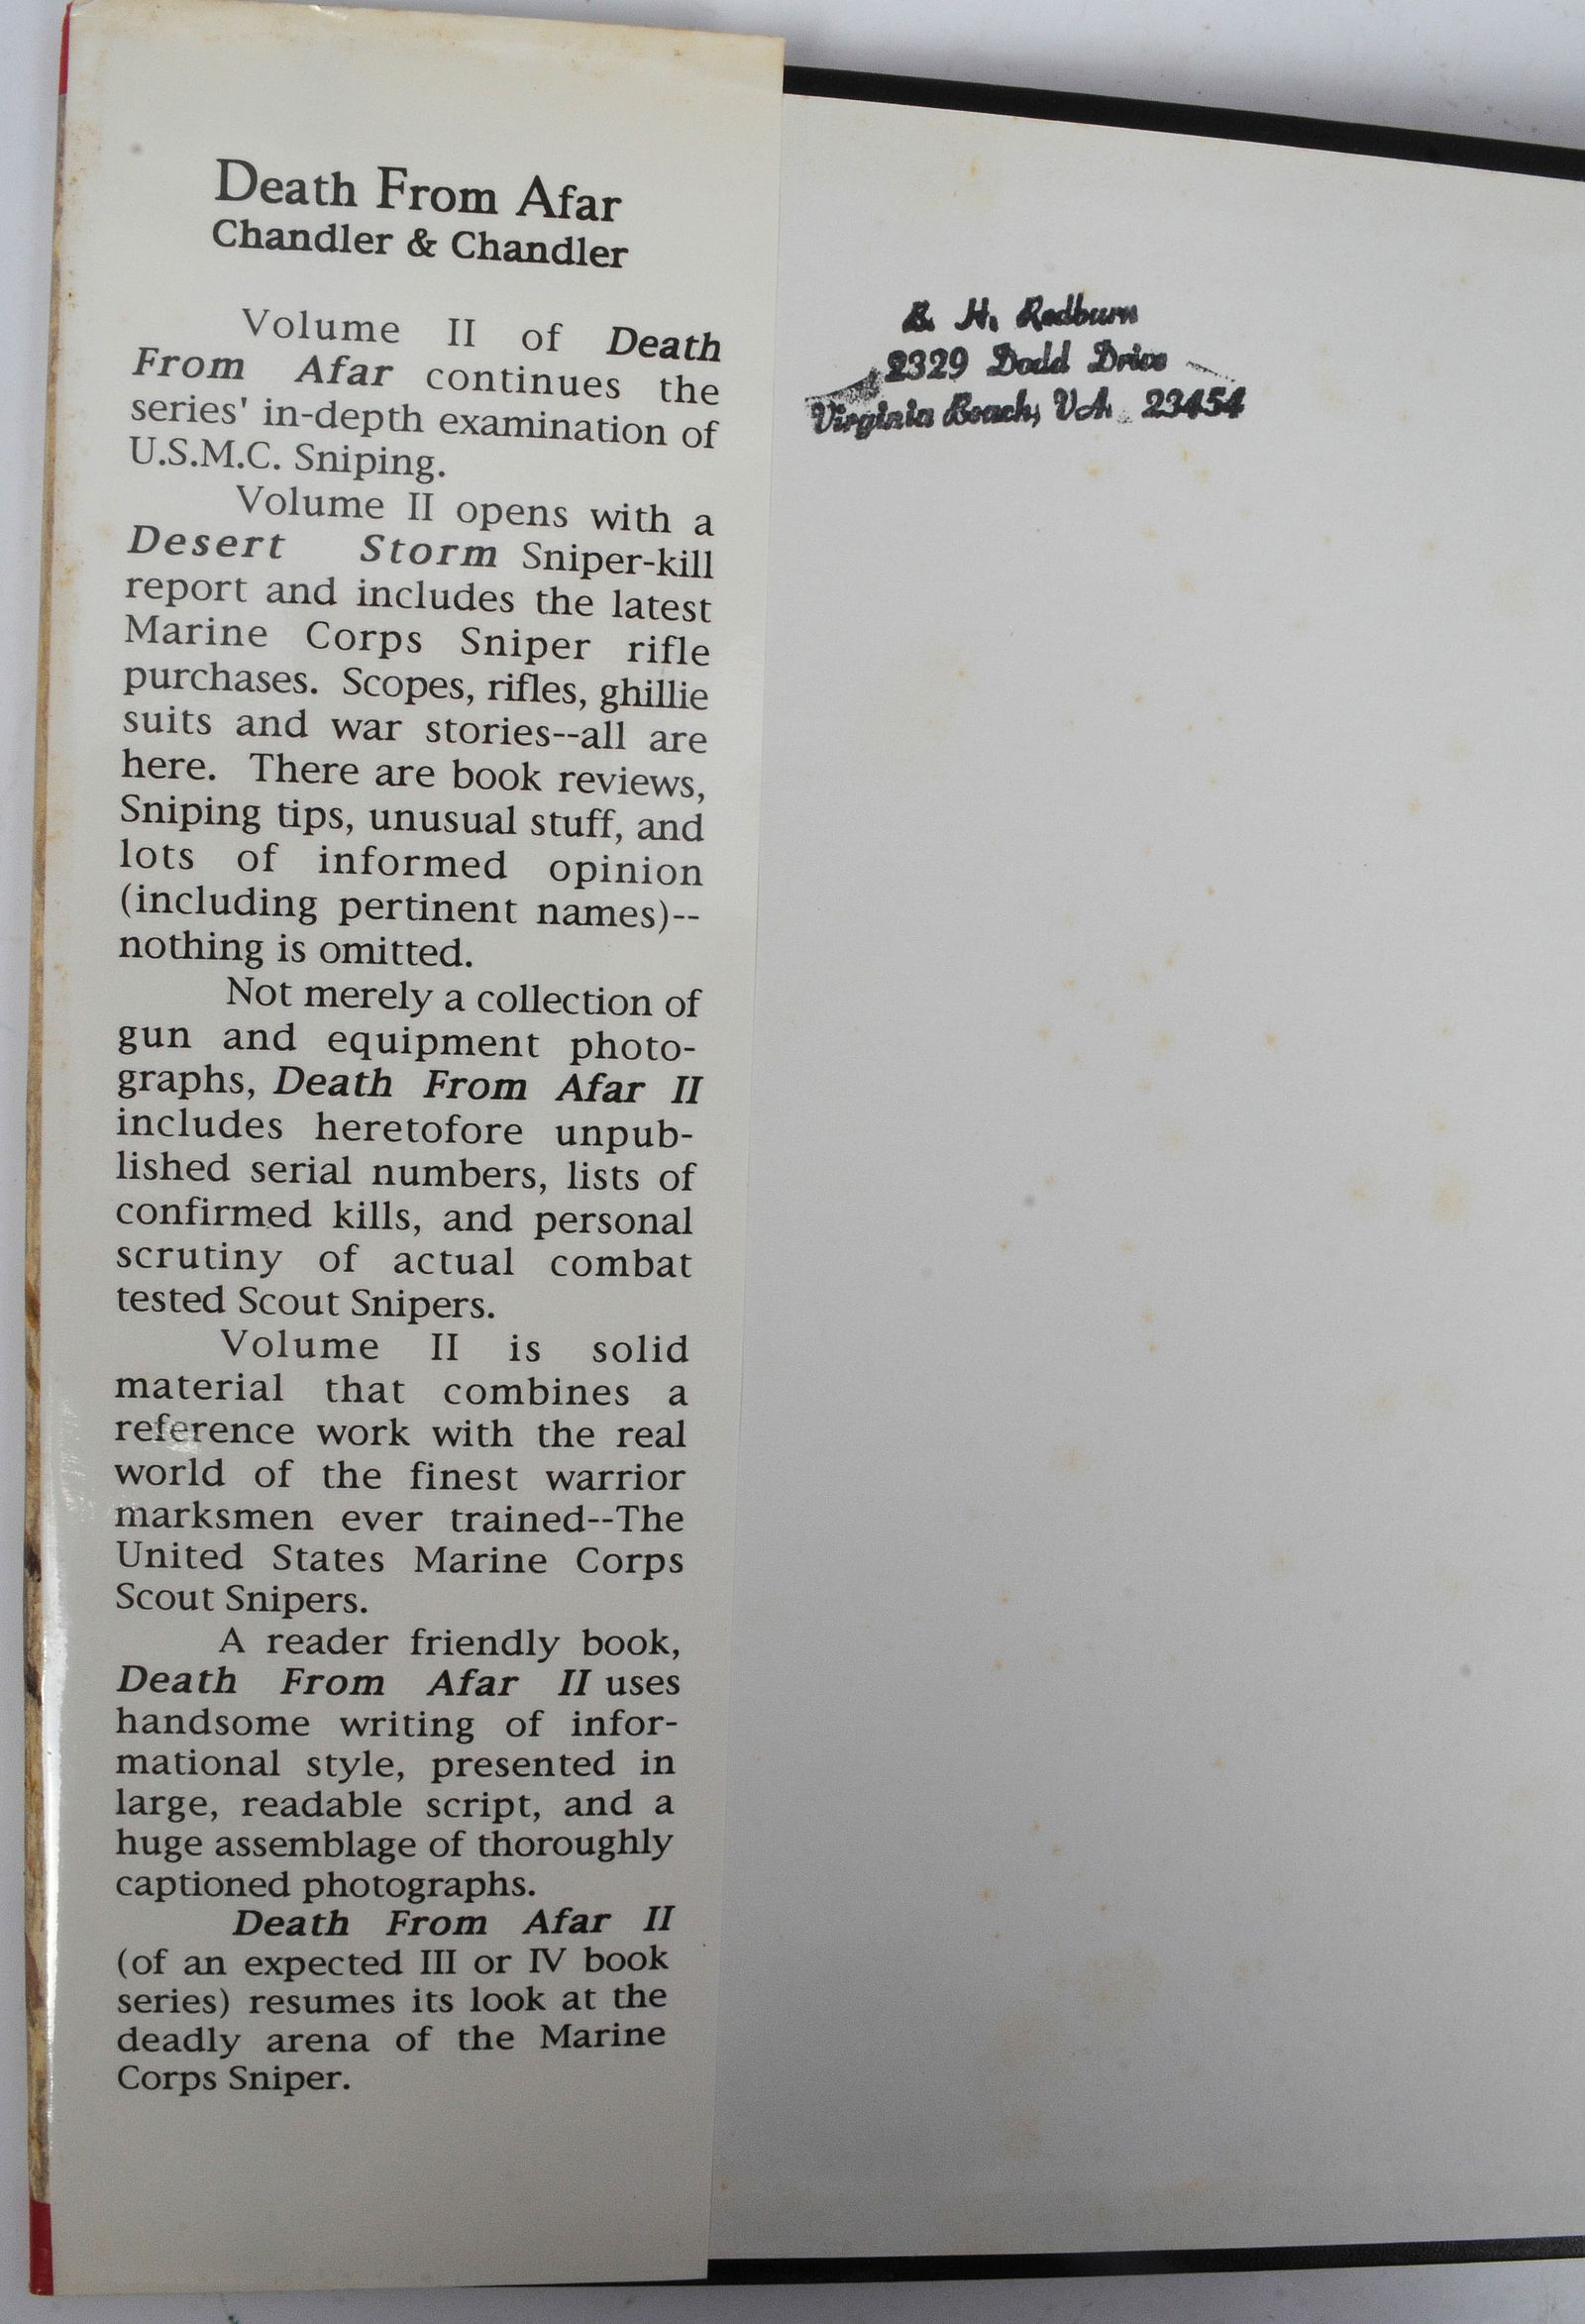 Death From Afar
Chandler & Chandler
Volume II of Death
From Afar continues the
series' in-depth examination of
U.S.M.C. Sniping.
Volume II opens with a
Desert Storm Sniper-kill
report and includes the latest
Marine Corps Sniper rifle
purchases. Scopes, rifles, ghillie
suits and war stories--all are
here. There are book reviews,
Sniping tips, unusual stuff, and
lots of informed opinion
(including pertinent names)--
nothing is omitted.
Not merely a collection of
gun and equipment photo-
graphs, Death From Afar II
includes heretofore unpub-
lished serial numbers, lists of
confirmed kills, and personal
scrutiny of actual combat
tested Scout Snipers.
Volume II is solid
material that combines a
reference work with the real
world of the finest warrior
marksmen ever trained--The
United States Marine Corps
Scout Snipers.
A reader friendly book,
Death From Afar II uses
handsome writing of infor-
mational style, presented in
large, readable script, and a
huge assemblage of thoroughly
captioned photographs.
Death From Afar II
(of an expected III or IV book
series) resumes its look at the
deadly arena of the Marine
Corps Sniper.
H. Redburn
2329 Dodd Drive
Virginia Beach, VA. 23454